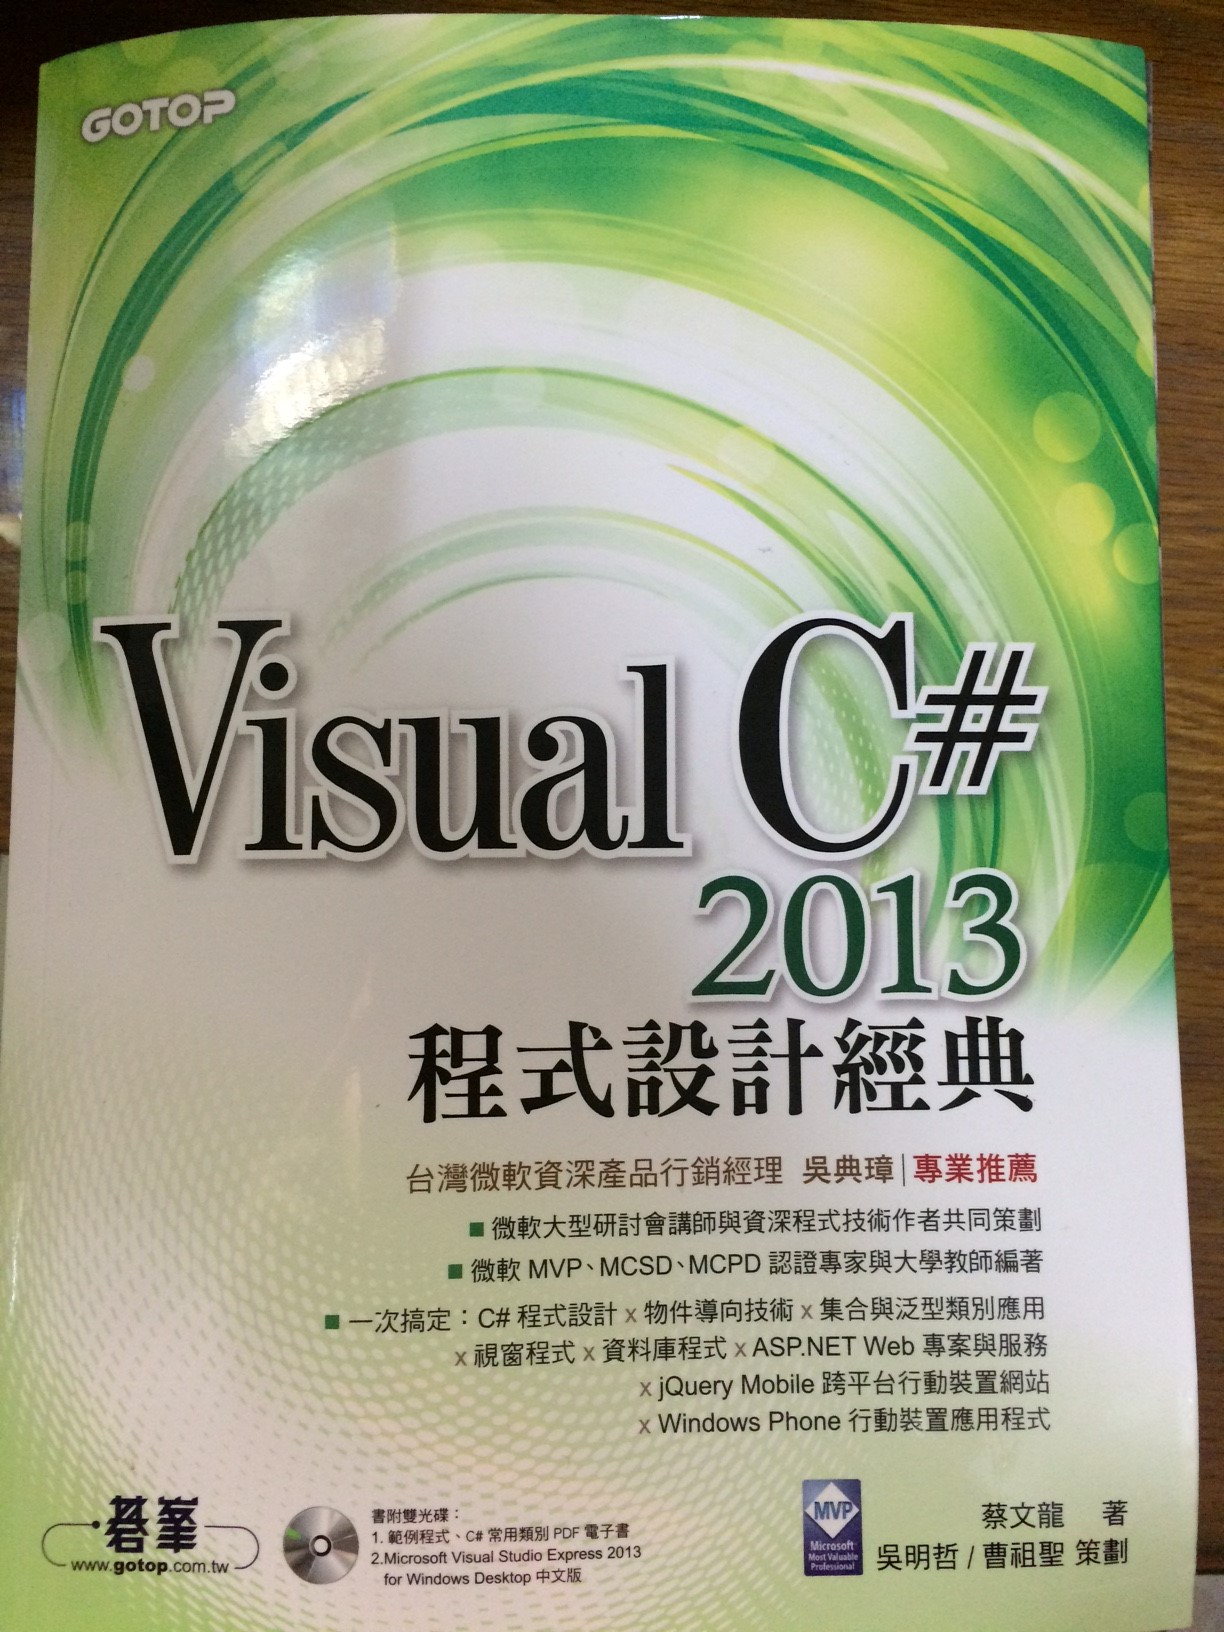 GOTOP
Visual C#
2013
程式設計經典
台灣微軟資深產品行銷經理 吳典璋|專業推薦
■ 微軟大型研討會講師與資深程式技術作者共同策劃
■ 微軟 MVP、MCSD、MCPD 認證專家與大學教師編著
■ 一次搞定：C# 程式設計 x 物件導向技術 x 集合與泛型類別應用
x 視窗程式 x 資料庫程式 x ASP.NET Web 專案與服務
x jQuery Mobile 跨平台行動裝置網站
x Windows Phone 行動裝置應用程式
碁峯
www.gotop.com.tw
書附雙光碟：
1. 範例程式、C# 常用類別 PDF 電子書
2.Microsoft Visual Studio Express 2013
for Windows Desktop 中文版
MVP
Microsoft
Most Valuable
Professional
蔡文龍 著
吳明哲 / 曹祖聖 策劃